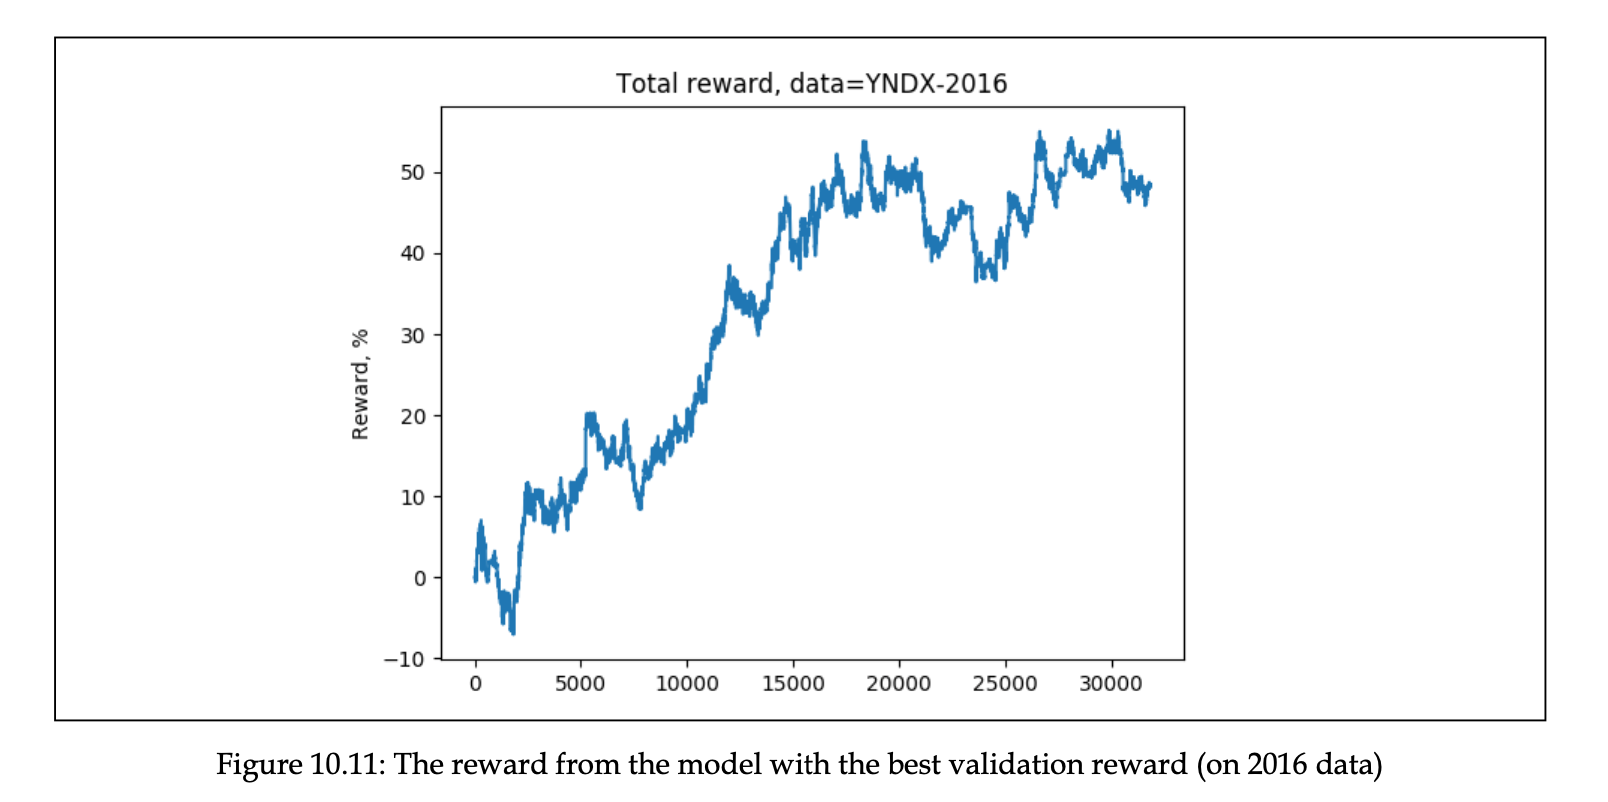 Total reward, data=YNDX-2016
50
40
30
20
10
0
−10
Reward, %
0 5000 10000 15000 20000 25000 30000
Figure 10.11: The reward from the model with the best validation reward (on 2016 data)